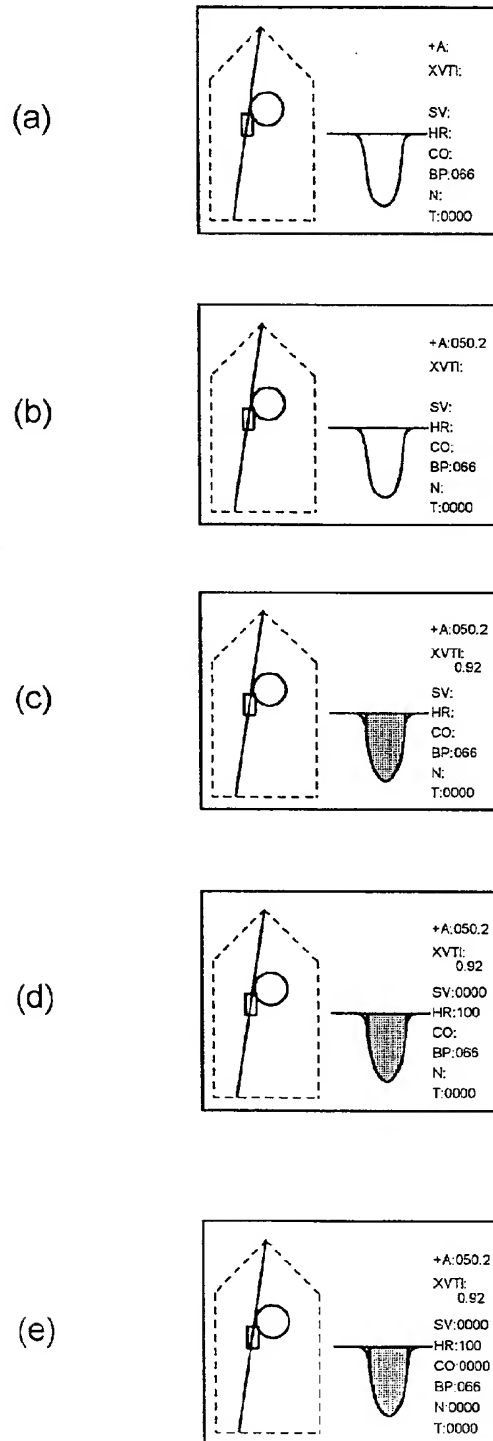 (a)
+A:
XVTI:
SV:
HR:
CO:
BP:066
N:
T:0000
(b)
+A:050.2
XVTI:
SV:
HR:
CO:
BP:066
N:
T:0000
(c)
+A:050.2
XVTI:
0.92
SV:
HR:
CO:
BP:066
N:
T:0000
(d)
+A:050.2
XVTI:
0.92
SV:0000
HR:100
CO:
BP:066
N:
T:0000
(e)
+A:050.2
XVTI:
0.92
SV:0000
HR:100
CO:0000
BP:066
N:0000
T:0000